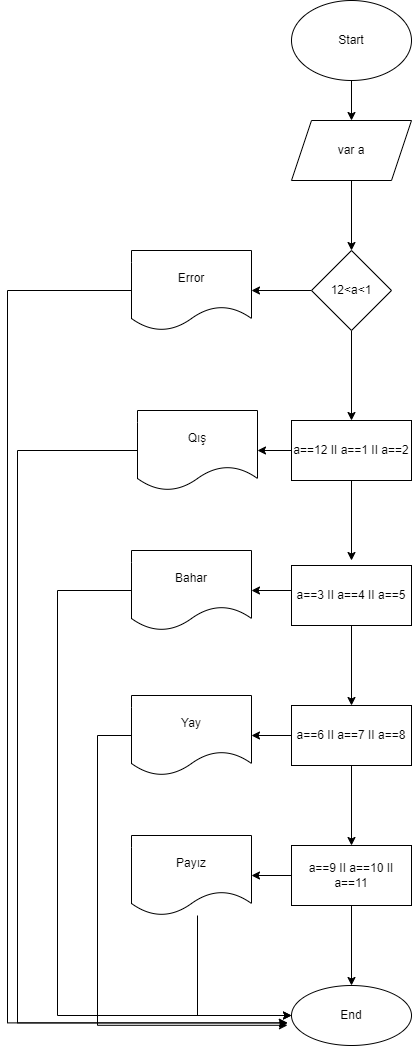 Start
var a
Error
12<a<1
Qış
a==12 II a==1 II a==2
Bahar
a==3 II a==4 II a==5
Yay
a==6 II a==7 II a==8
Payız
a==9 II a==10 II
a==11
End